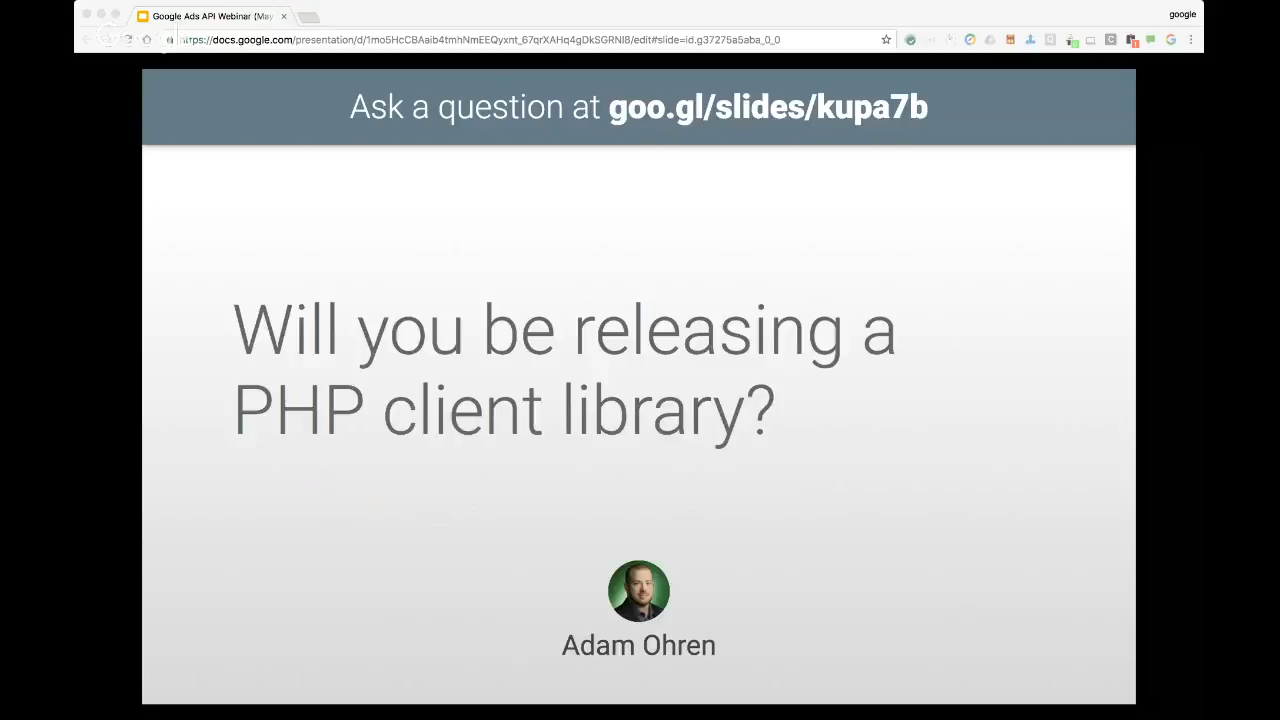 Google Ads API Webinar (May
google
https://docs.google.com/presentation/d/1mo5HcCBAaib4tmhNmEEQyxnt_67qrXAHq4gDkSGRNI8/edit#slide=id.g37275a5aba_0_0
Ask a question at goo.gl/slides/kupa7b
Will you be releasing a
PHP client library?
Adam Ohren